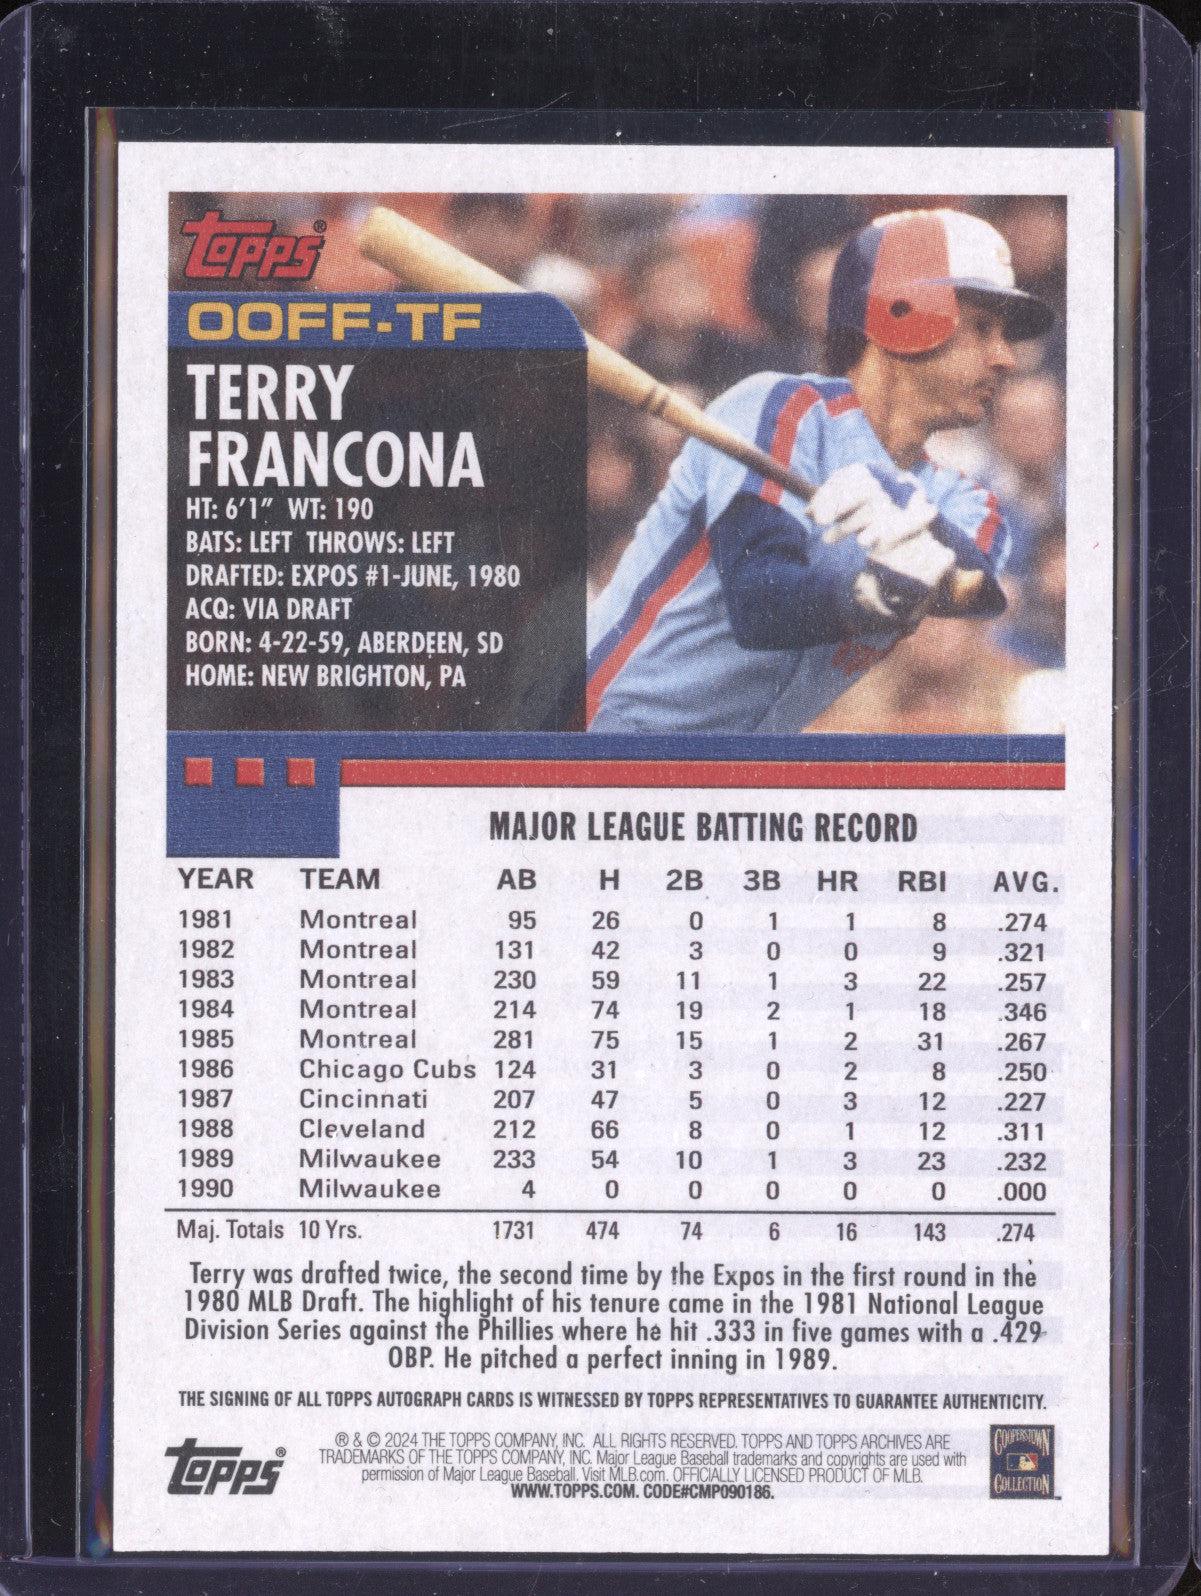 Topps®
OOFF-TF
TERRY
FRANCONA
HT: 6'1" WT: 190
BATS: LEFT THROWS: LEFT
DRAFTED: EXPOS #1-JUNE, 1980
ACQ: VIA DRAFT
BORN: 4-22-59, ABERDEEN, SD
HOME: NEW BRIGHTON, PA
MAJOR LEAGUE BATTING RECORD
YEAR TEAM AB H 2B 3B HR RBI AVG.
1981 Montreal 95 26 0 1 1 8 .274
1982 Montreal 131 42 3 0 0 9 .321
1983 Montreal 230 59 11 1 3 22 .257
1984 Montreal 214 74 19 2 1 18 .346
1985 Montreal 281 75 15 1 2 31 .267
1986 Chicago Cubs 124 31 3 0 2 8 .250
1987 Cincinnati 207 47 5 0 3 12 .227
1988 Cleveland 212 66 8 0 1 12 .311
1989 Milwaukee 233 54 10 1 3 23 .232
1990 Milwaukee 4 0 0 0 0 0 .000
Maj. Totals 10 Yrs. 1731 474 74 6 16 143 .274
Terry was drafted twice, the second time by the Expos in the first round in the
1980 MLB Draft. The highlight of his tenure came in the 1981 National League
Division Series against the Phillies where he hit .333 in five games with a .429
OBP. He pitched a perfect inning in 1989.
THE SIGNING OF ALL TOPPS AUTOGRAPH CARDS IS WITNESSED BY TOPPS REPRESENTATIVES TO GUARANTEE AUTHENTICITY.
Topps®
® & © 2024 THE TOPPS COMPANY, INC. ALL RIGHTS RESERVED. TOPPS AND TOPPS ARCHIVES ARE
TRADEMARKS OF THE TOPPS COMPANY, INC. Major League Baseball trademarks and copyrights are used with
permission of Major League Baseball. Visit MLB.com. OFFICIALLY LICENSED PRODUCT OF MLB.
WWW.TOPPS.COM. CODE#CMP090186.
COOPERSTOWN
COLLECTION